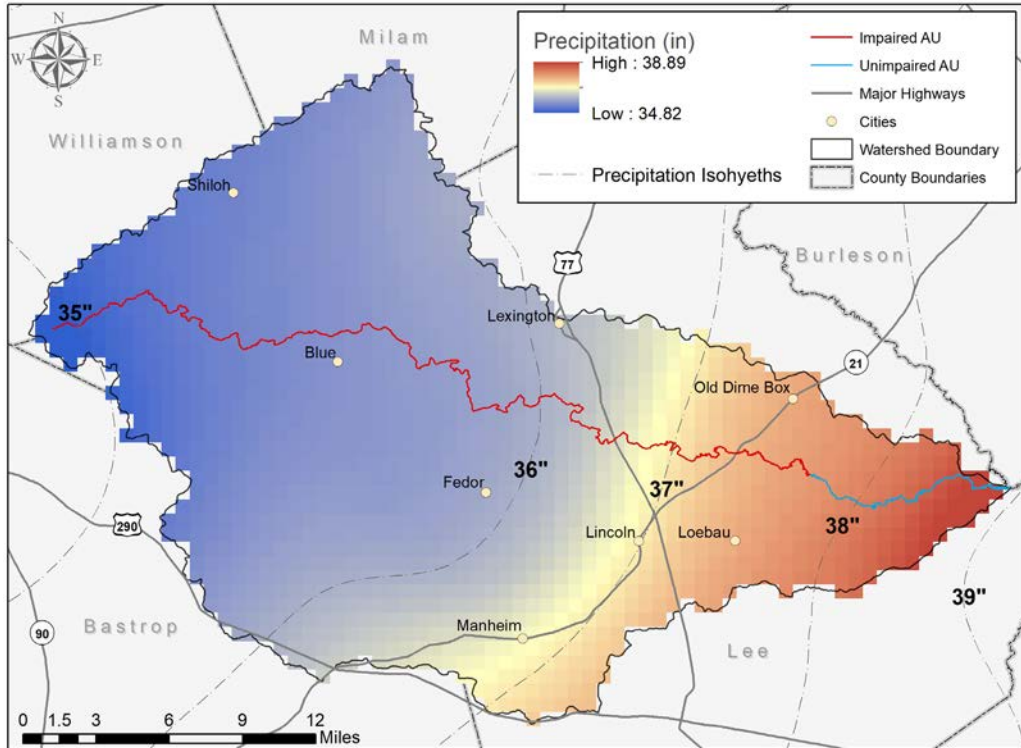 N
W E
S
Milam
Williamson
Burleson
Bastrop
Lee
Precipitation (in)
High : 38.89
Low : 34.82
Precipitation Isohyeths
Impaired AU
Unimpaired AU
Major Highways
Cities
Watershed Boundary
County Boundaries
Shiloh
77
35"
Lexington
Blue
21
Old Dime Box
36"
37"
Fedor
38"
290
Lincoln
Loebau
39"
90
Manheim
0 1.5 3 6 9 12
Miles